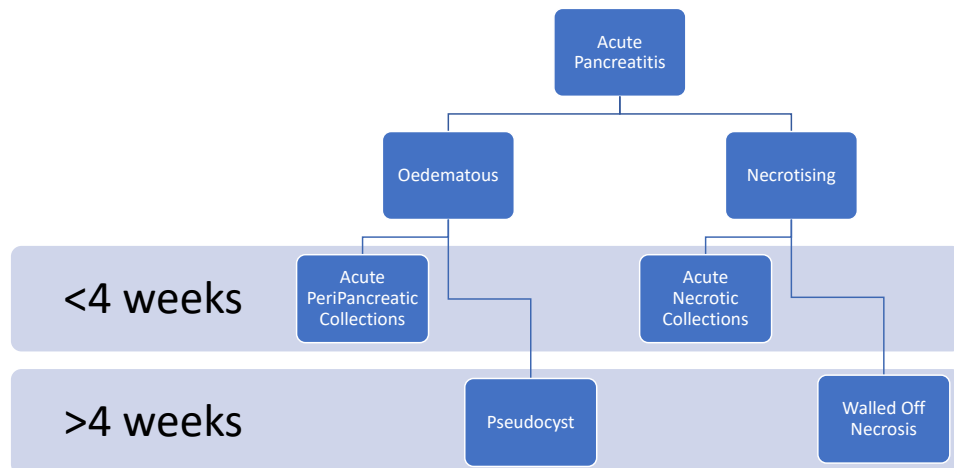 Acute
Pancreatitis
Oedematous
Necrotising
<4 weeks
Acute
PeriPancreatic
Collections
Acute
Necrotic
Collections
>4 weeks
Pseudocyst
Walled Off
Necrosis